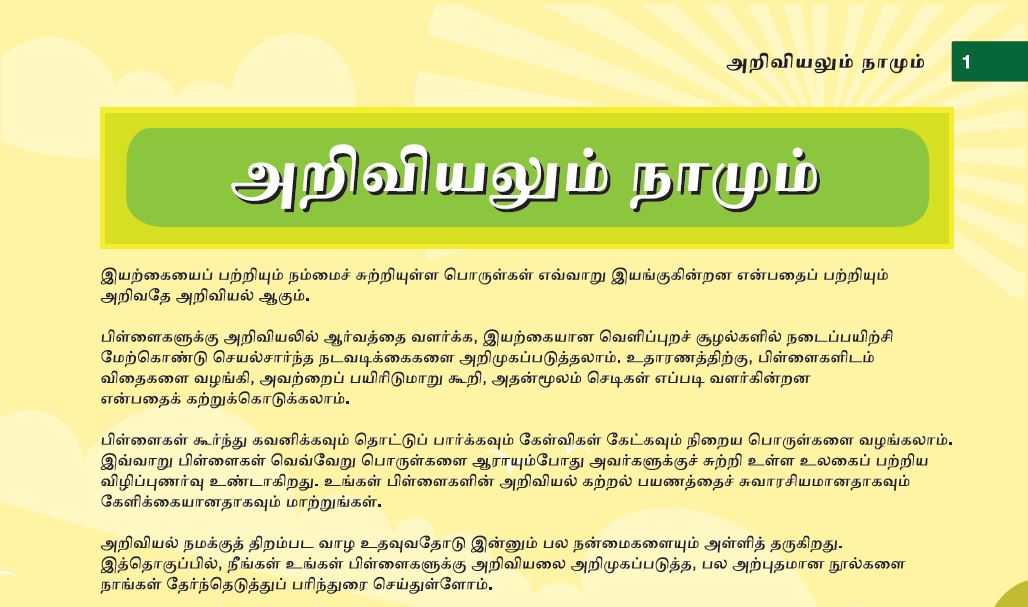 அறிவியலும் நாமும் 1
அறிவியலும் நாமும்
இயற்கையைப் பற்றியும் நம்மைச் சுற்றியுள்ள பொருள்கள் எவ்வாறு இயங்குகின்றன என்பதைப் பற்றியும்
அறிவதே அறிவியல் ஆகும்.
பிள்ளைகளுக்கு அறிவியலில் ஆர்வத்தை வளர்க்க, இயற்கையான வெளிப்புறச் சூழல்களில் நடைப்பயிற்சி
மேற்கொண்டு செயல்சார்ந்த நடவடிக்கைகளை அறிமுகப்படுத்தலாம். உதாரணத்திற்கு, பிள்ளைகளிடம்
விதைகளை வழங்கி, அவற்றைப் பயிரிடுமாறு கூறி, அதன்மூலம் செடிகள் எப்படி வளர்கின்றன
என்பதைக் கற்றுக்கொடுக்கலாம்.
பிள்ளைகள் கூர்ந்து கவனிக்கவும் தொட்டுப் பார்க்கவும் கேள்விகள் கேட்கவும் நிறைய பொருள்களை வழங்கலாம்.
இவ்வாறு பிள்ளைகள் வெவ்வேறு பொருள்களை ஆராயும்போது அவர்களுக்குச் சுற்றி உள்ள உலகைப் பற்றிய
விழிப்புணர்வு உண்டாகிறது. உங்கள் பிள்ளைகளின் அறிவியல் கற்றல் பயணத்தைச் சுவாரசியமானதாகவும்
கேளிக்கையானதாகவும் மாற்றுங்கள்.
அறிவியல் நமக்குத் திறம்பட வாழ உதவுவதோடு இன்னும் பல நன்மைகளையும் அள்ளித் தருகிறது.
இத்தொகுப்பில், நீங்கள் உங்கள் பிள்ளைகளுக்கு அறிவியலை அறிமுகப்படுத்த, பல அற்புதமான நூல்களை
நாங்கள் தேர்ந்தெடுத்துப் பரிந்துரை செய்துள்ளோம்.